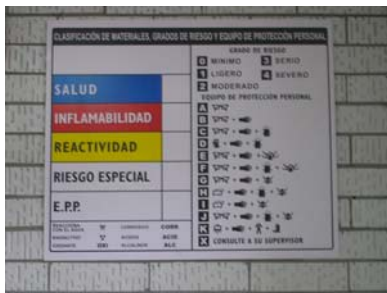 CLASIFICACIÓN DE MATERIALES, GRADOS DE RIESGO Y EQUIPO DE PROTECCIÓN PERSONAL
GRADO DE RIESGO
0 MINIMO 3 SERIO
1 LIGERO 4 SEVERO
2 MODERADO
SALUD
INFLAMABILIDAD
REACTIVIDAD
RIESGO ESPECIAL
E.P.P.
EQUIPO DE PROTECCIÓN PERSONAL
A
B
C
D
E
F
G
H
I
J
K
X CONSULTE A SU SUPERVISOR
CORR
ACID
OXI
ALC